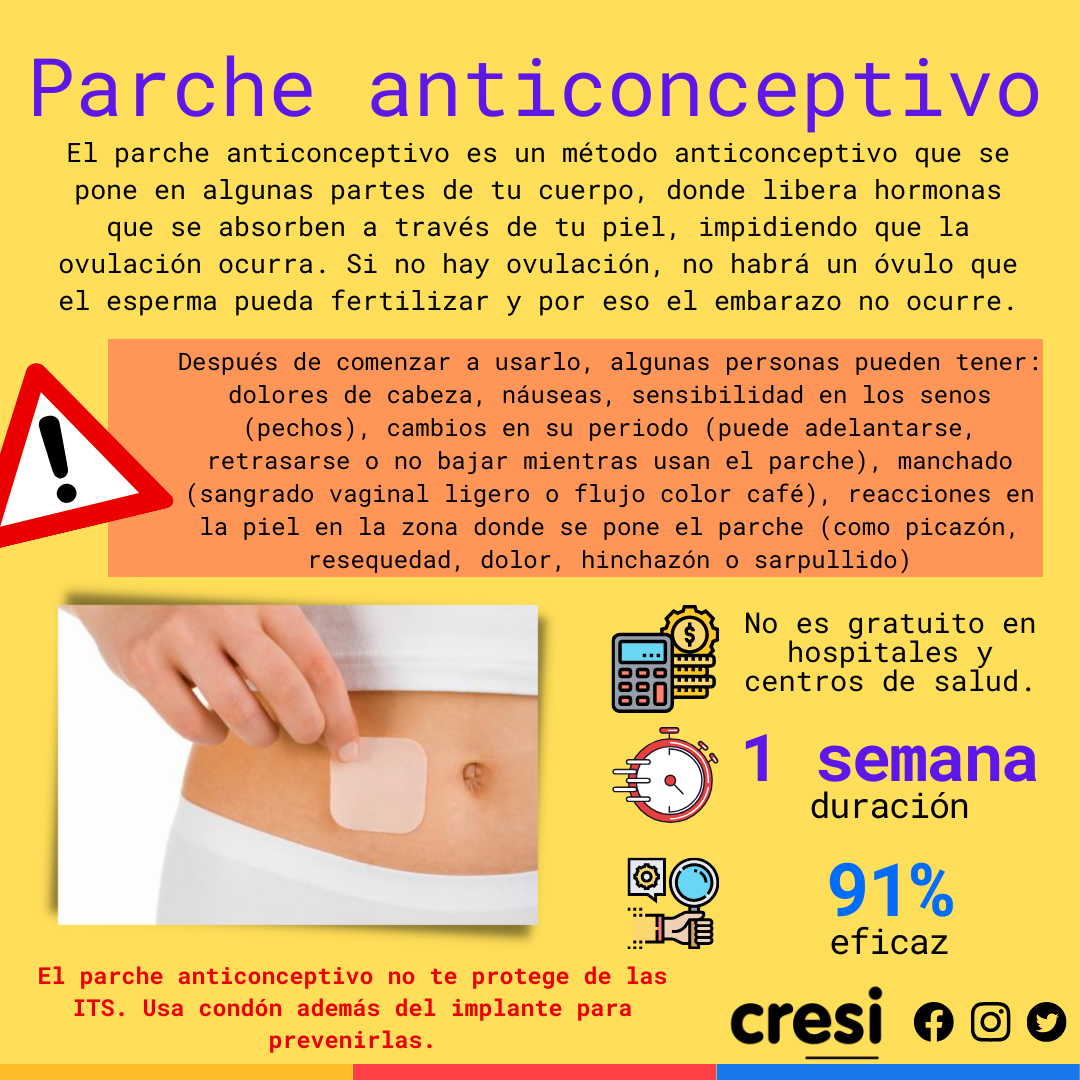 Parche anticonceptivo
El parche anticonceptivo es un método anticonceptivo que se
pone en algunas partes de tu cuerpo, donde libera hormonas
que se absorben a través de tu piel, impidiendo que la
ovulación ocurra. Si no hay ovulación, no habrá un óvulo que
el esperma pueda fertilizar y por eso el embarazo no ocurre.
Después de comenzar a usarlo, algunas personas pueden tener:
dolores de cabeza, náuseas, sensibilidad en los senos
(pechos), cambios en su periodo (puede adelantarse,
retrasarse o no bajar mientras usan el parche), manchado
(sangrado vaginal ligero o flujo color café), reacciones en
la piel en la zona donde se pone el parche (como picazón,
resequedad, dolor, hinchazón o sarpullido)
No es gratuito en
hospitales y
centros de salud.
1 semana
duración
91%
eficaz
El parche anticonceptivo no te protege de las
ITS. Usa condón además del implante para
prevenirlas.
cresi